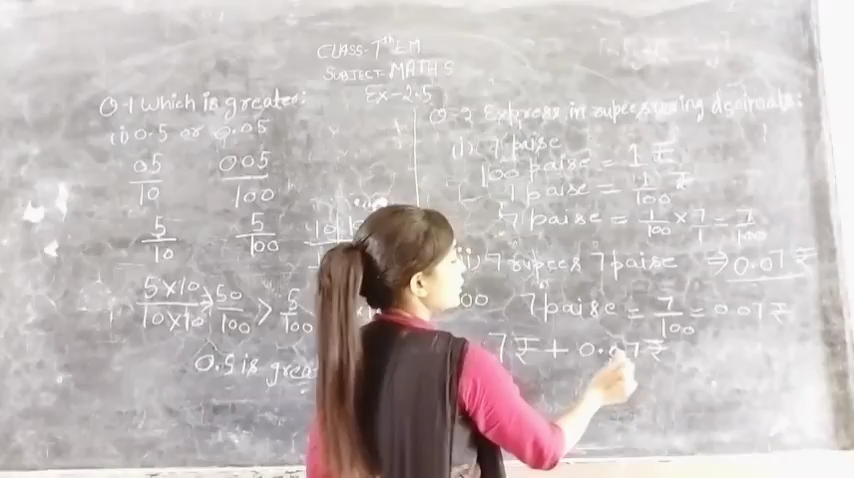 CLASS-7th EM
SUBJECT-MATHS
Ex-2.5
Q-1 Which is greater:
(i) 0.5 or 0.05
05/10 005/100
5/10 5/100
5×10/10×10 ⇒ 50/100 > 5/100
0.5 is grea
Q-2 Express in rupees using decimals:
(i) 7 paise
100 paise = 1 ₹
1 paise = 1/100 ₹
7 paise = 1/100 × 7/1 = 7/100
⇒ 0.07 ₹
7 rupees 7 paise
7 paise = 7/100 = 0.07 ₹
7₹ + 0.07₹